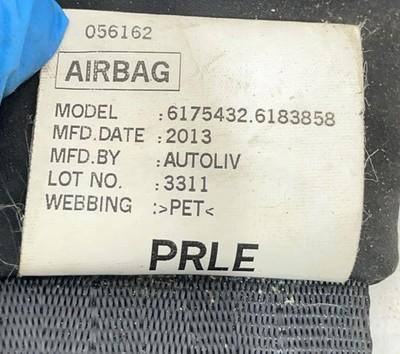 056162
AIRBAG
MODEL :6175432.6183858
MFD.DATE :2013
MFD.BY :AUTOLIV
LOT NO. :3311
WEBBING :>PET<
PRLE